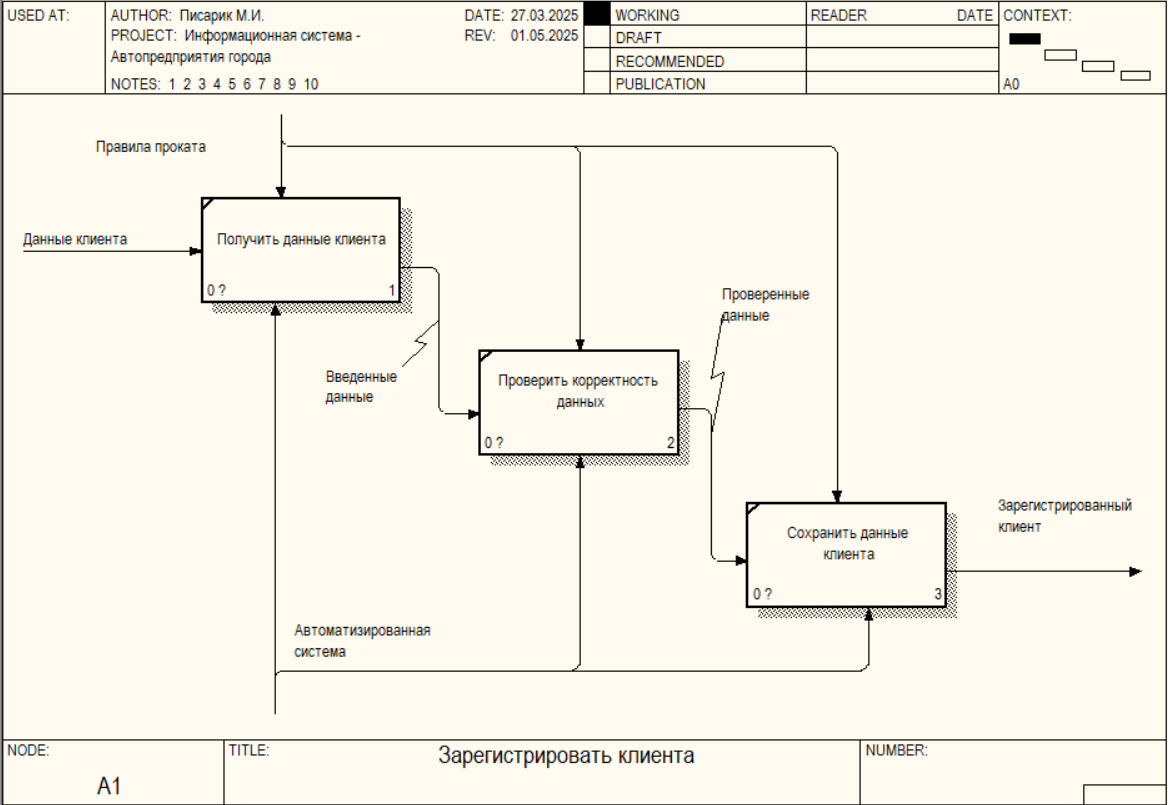 USED AT:
AUTHOR: Писарик М.И.
DATE: 27.03.2025
WORKING
READER
DATE
CONTEXT:
PROJECT: Информационная система -
REV: 01.05.2025
DRAFT
Автопредприятия города
RECOMMENDED
NOTES: 1 2 3 4 5 6 7 8 9 10
PUBLICATION
A0
Правила проката
Данные клиента
Получить данные клиента
0 ?
1
Проверенные
данные
Введенные
данные
Проверить корректность
данных
0 ?
2
Зарегистрированный
клиент
Сохранить данные
клиента
0 ?
3
Автоматизированная
система
NODE:
A1
TITLE:
Зарегистрировать клиента
NUMBER: